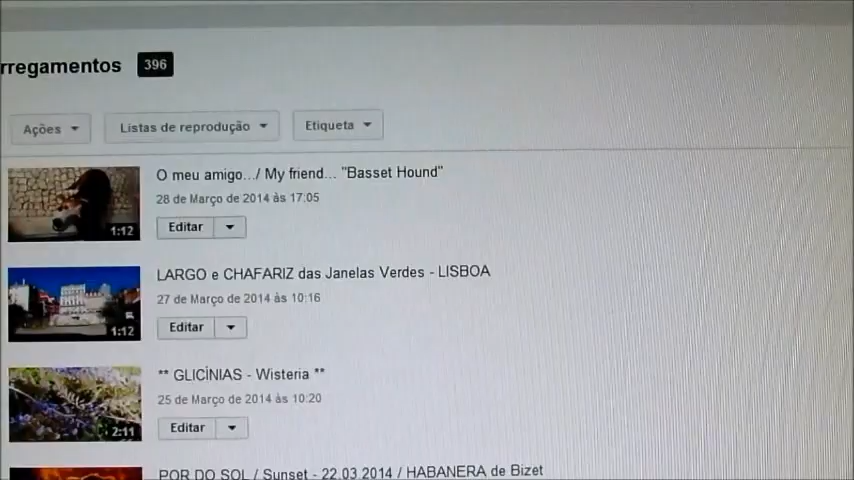 rregamentos 396
Ações Listas de reprodução Etiqueta
O meu amigo.../ My friend... "Basset Hound"
28 de Março de 2014 às 17:05
1:12
Editar
LARGO e CHAFARIZ das Janelas Verdes - LISBOA
27 de Março de 2014 às 10:16
1:12
Editar
** GLICÍNIAS - Wisteria **
25 de Março de 2014 às 10:20
2:11
Editar
POR DO SOL / Sunset - 22.03.2014 / HABANERA de Bizet